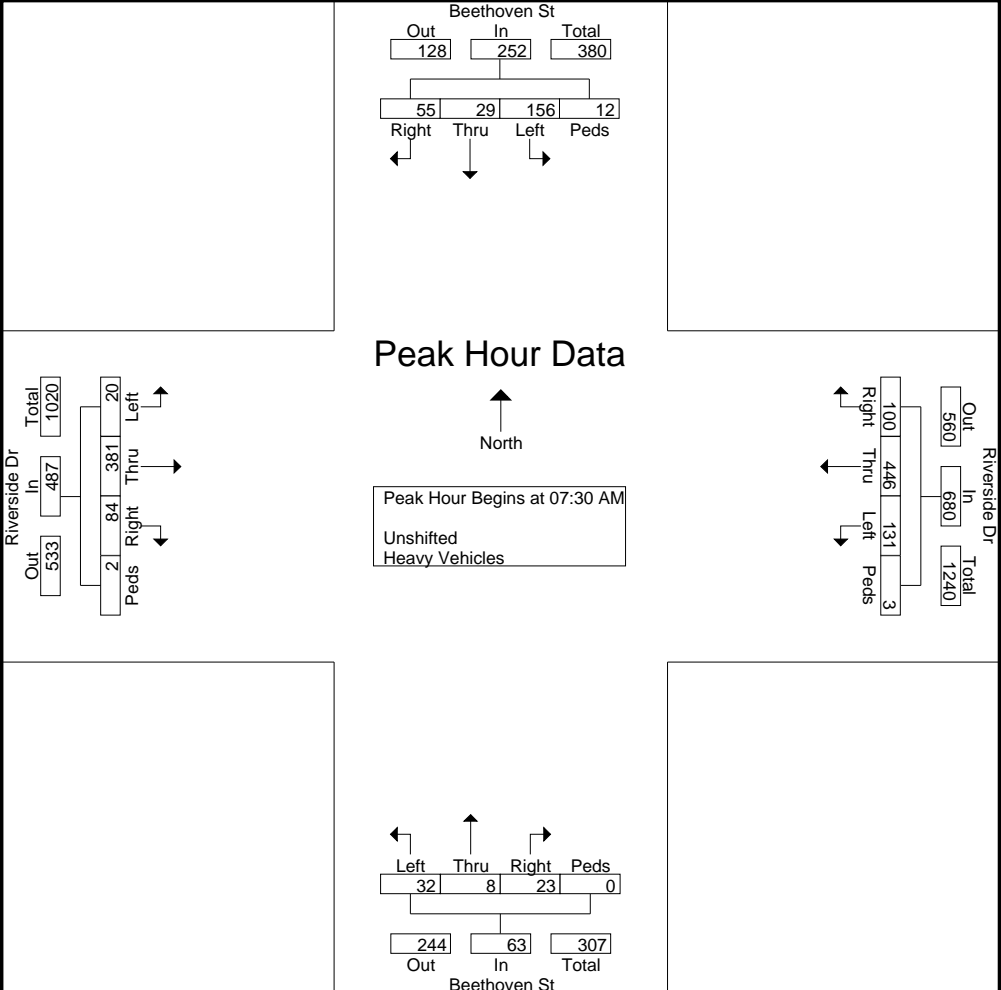 Beethoven St
Out In Total
128 252 380
55 29 156 12
Right Thru Left Peds
Peak Hour Data
North
Peak Hour Begins at 07:30 AM
Unshifted
Heavy Vehicles
Riverside Dr
Total In Out
1020 487 533
20 381 84 2
Left Thru Right Peds
Right Thru Left Peds
100 446 131 3
Out In Total
560 680 1240
Riverside Dr
Left Thru Right Peds
32 8 23 0
244 63 307
Out In Total
Beethoven St